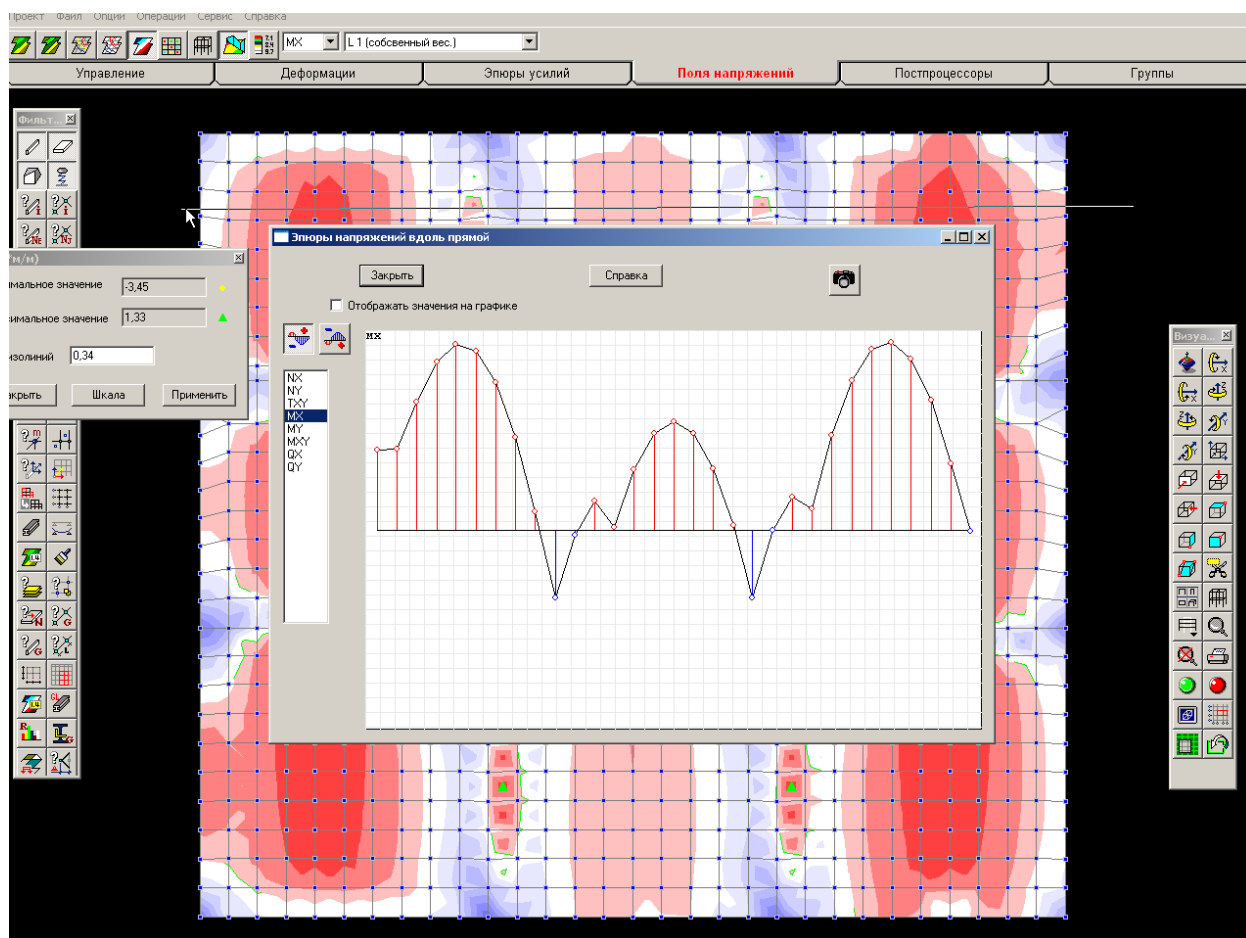 Проект Файл Опции Операции Сервис Справка
MX L 1 (собсвенный вес.)
Управление Деформации Эпюры усилий Поля напряжений Постпроцессоры Группы
Фильт...
Эпюры напряжений вдоль прямой
*м/м)
Закрыть Справка
мальное значение -3,45
Отображать значения на графике
симальное значение 1,33
MX
Визуа...
изолиний 0,34
NX
NY
TXY
MX
MY
MXY
QX
QY
акрыть Шкала Применить